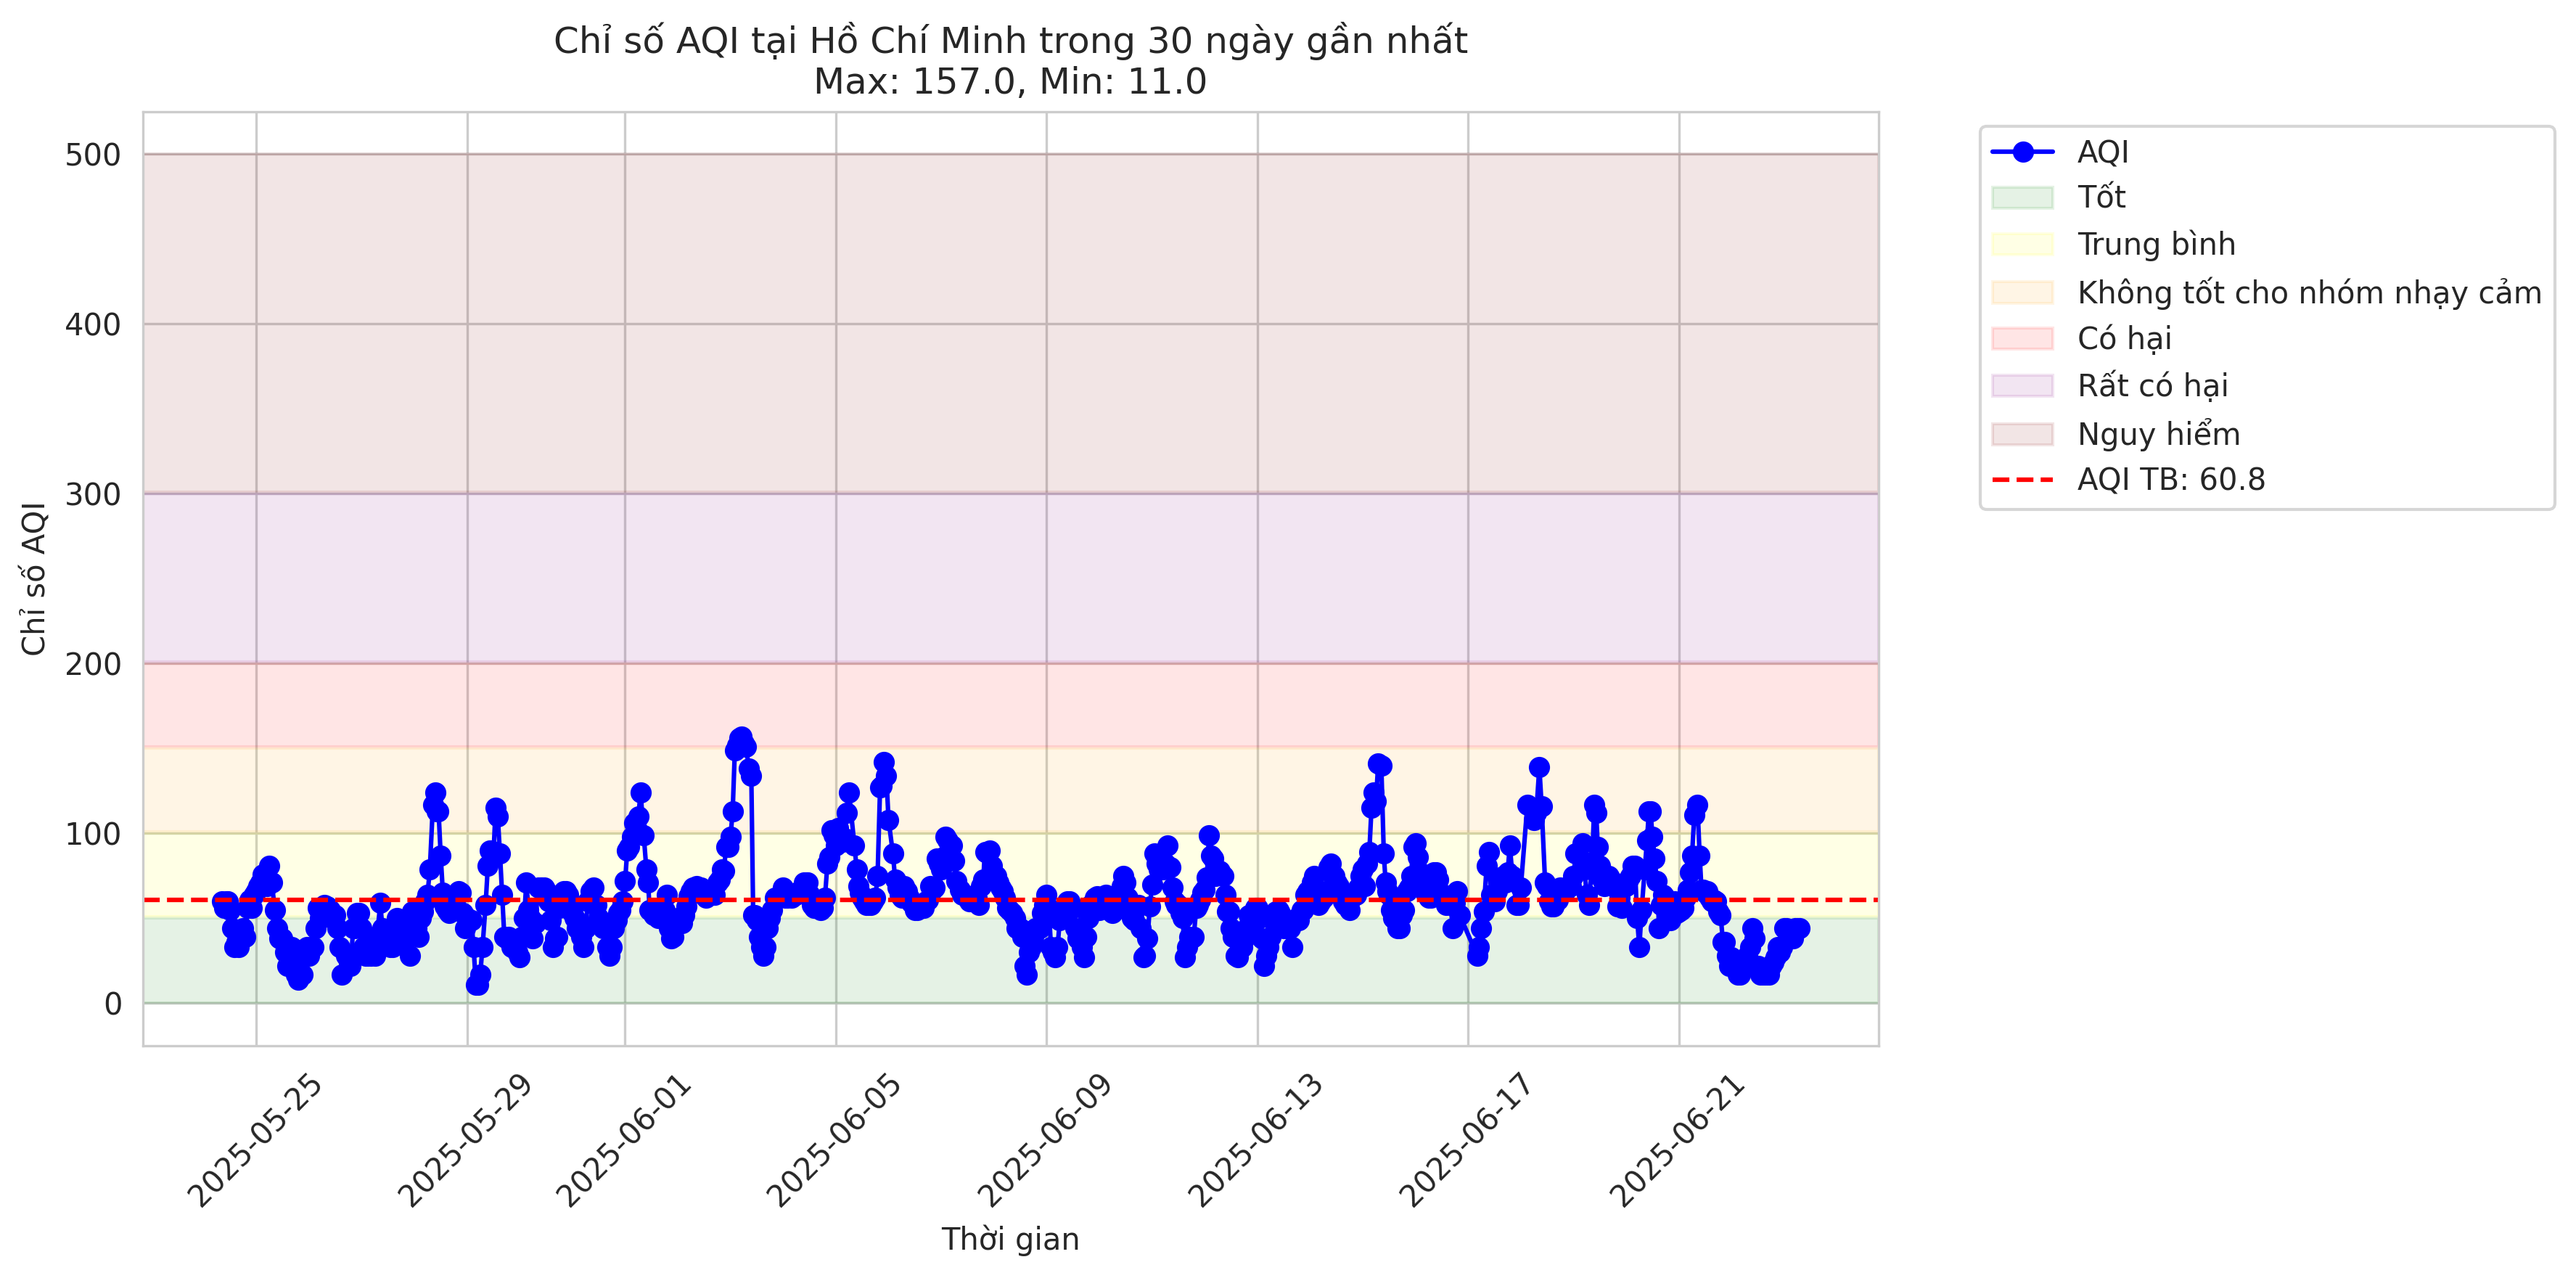 Chỉ số AQI tại Hồ Chí Minh trong 30 ngày gần nhất
Max: 157.0, Min: 11.0
Chỉ số AQI
500
400
300
200
100
0
2025-05-25
2025-05-29
2025-06-01
2025-06-05
2025-06-09
2025-06-13
2025-06-17
2025-06-21
Thời gian
AQI
Tốt
Trung bình
Không tốt cho nhóm nhạy cảm
Có hại
Rất có hại
Nguy hiểm
AQI TB: 60.8